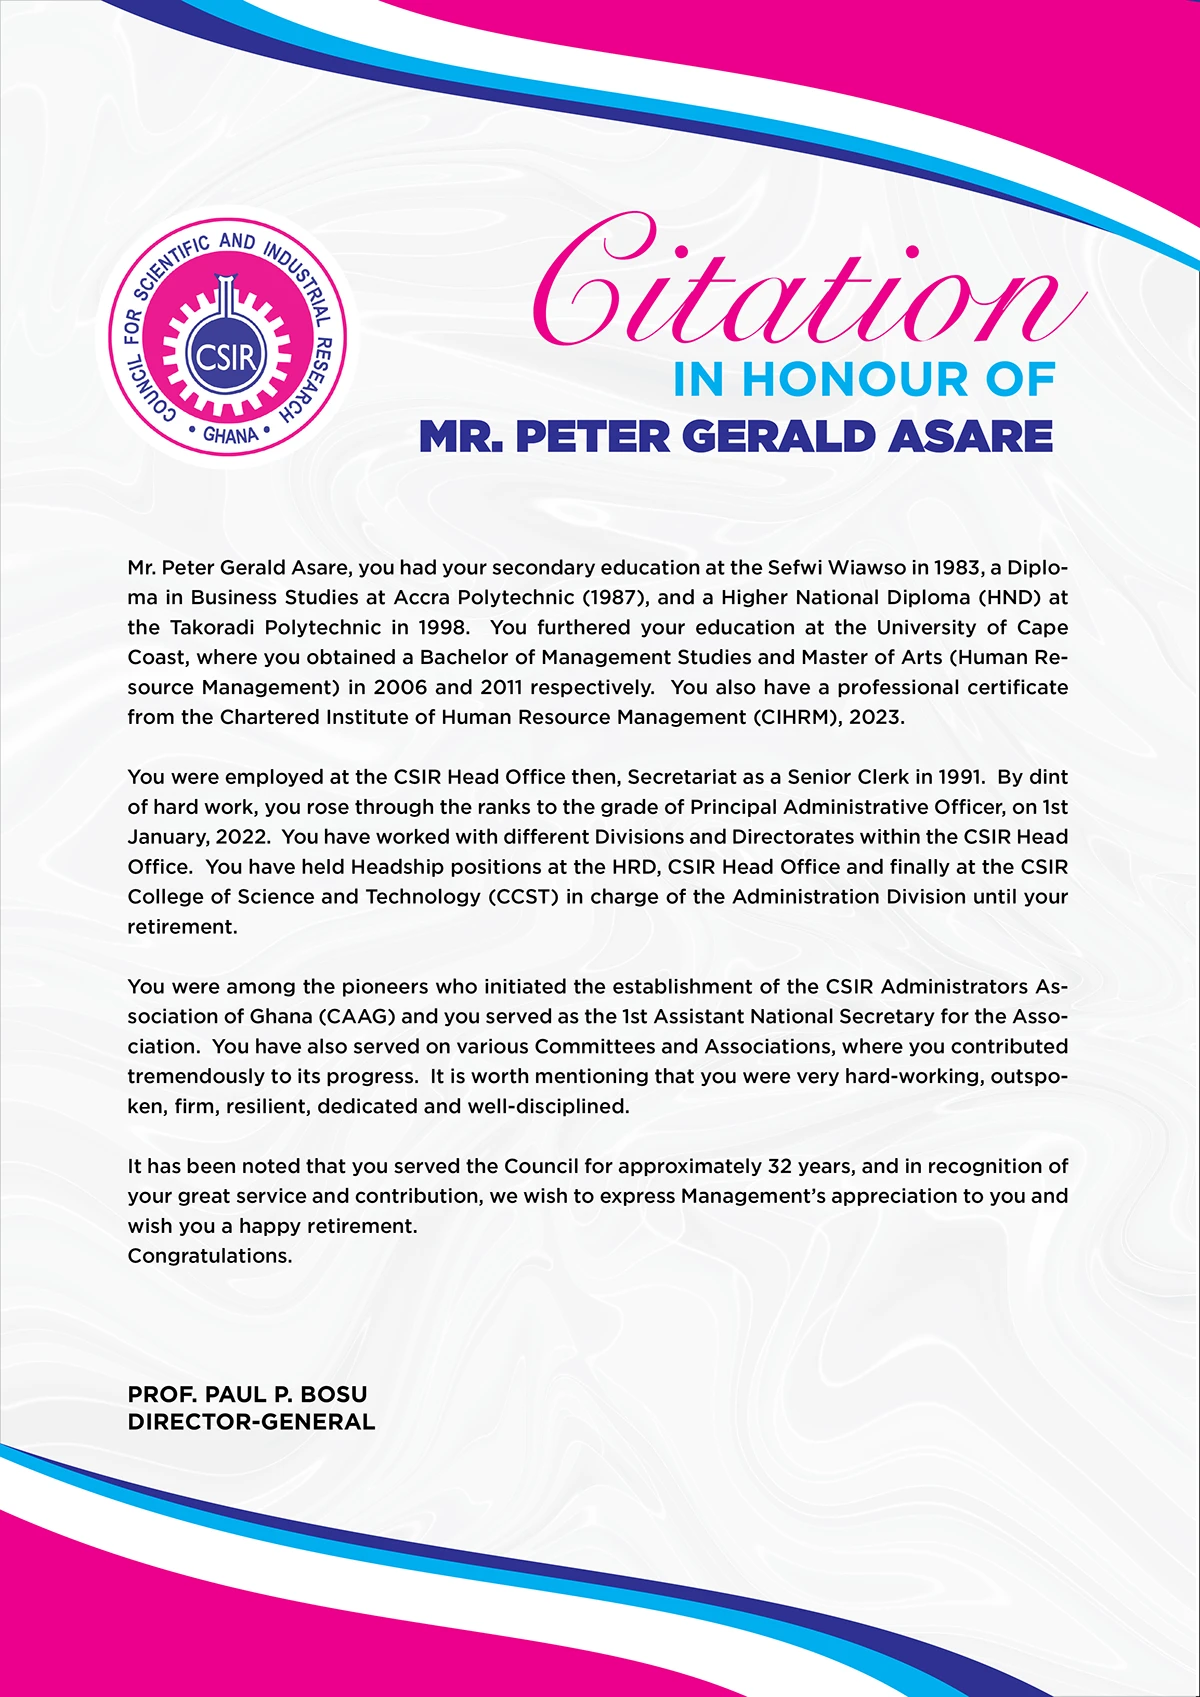 COUNCIL FOR SCIENTIFIC AND INDUSTRIAL RESEARCH
CSIR
• GHANA •
Citation
IN HONOUR OF
MR. PETER GERALD ASARE
Mr. Peter Gerald Asare, you had your secondary education at the Sefwi Wiawso in 1983, a Diplo-
ma in Business Studies at Accra Polytechnic (1987), and a Higher National Diploma (HND) at
the Takoradi Polytechnic in 1998.  You furthered your education at the University of Cape
Coast, where you obtained a Bachelor of Management Studies and Master of Arts (Human Re-
source Management) in 2006 and 2011 respectively.  You also have a professional certificate
from the Chartered Institute of Human Resource Management (CIHRM), 2023.
You were employed at the CSIR Head Office then, Secretariat as a Senior Clerk in 1991.  By dint
of hard work, you rose through the ranks to the grade of Principal Administrative Officer, on 1st
January, 2022.  You have worked with different Divisions and Directorates within the CSIR Head
Office.  You have held Headship positions at the HRD, CSIR Head Office and finally at the CSIR
College of Science and Technology (CCST) in charge of the Administration Division until your
retirement.
You were among the pioneers who initiated the establishment of the CSIR Administrators As-
sociation of Ghana (CAAG) and you served as the 1st Assistant National Secretary for the Asso-
ciation.  You have also served on various Committees and Associations, where you contributed
tremendously to its progress.  It is worth mentioning that you were very hard-working, outspo-
ken, firm, resilient, dedicated and well-disciplined.
It has been noted that you served the Council for approximately 32 years, and in recognition of
your great service and contribution, we wish to express Management’s appreciation to you and
wish you a happy retirement.
Congratulations.
PROF. PAUL P. BOSU
DIRECTOR-GENERAL